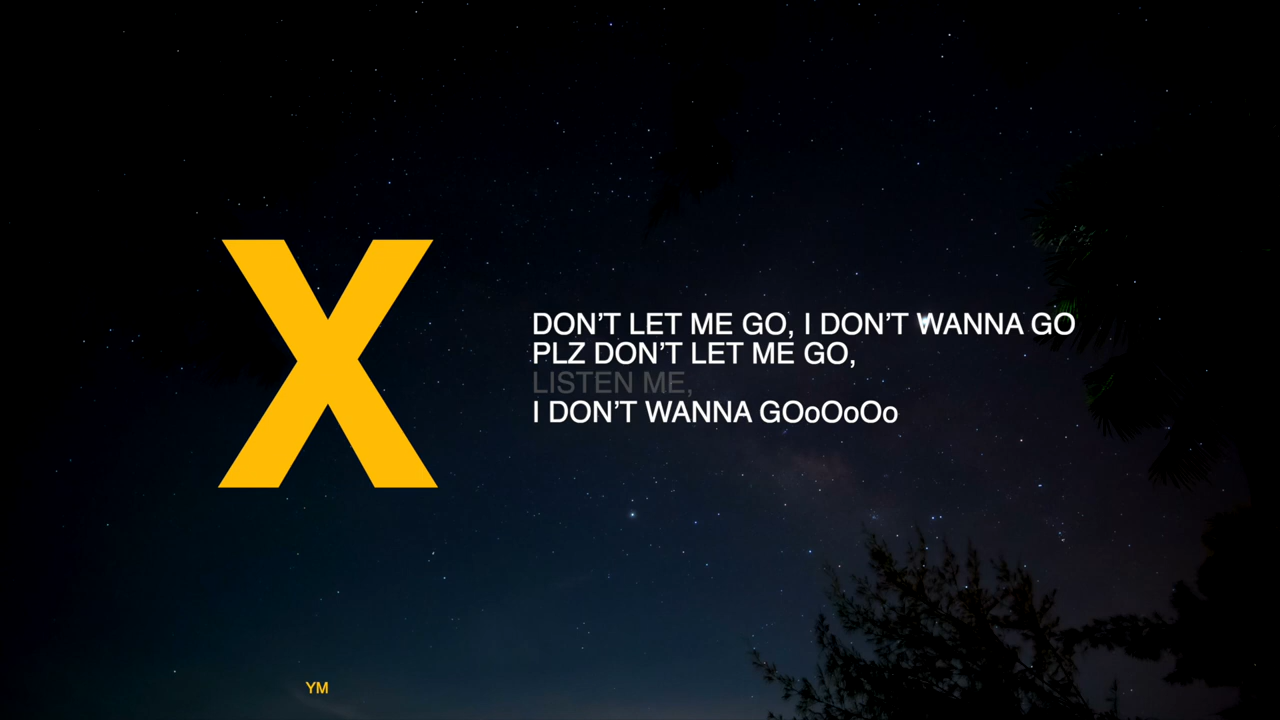 X
DON’T LET ME GO, I DON’T WANNA GO
PLZ DON’T LET ME GO,
LISTEN ME,
I DON’T WANNA GOoOoOo
YM